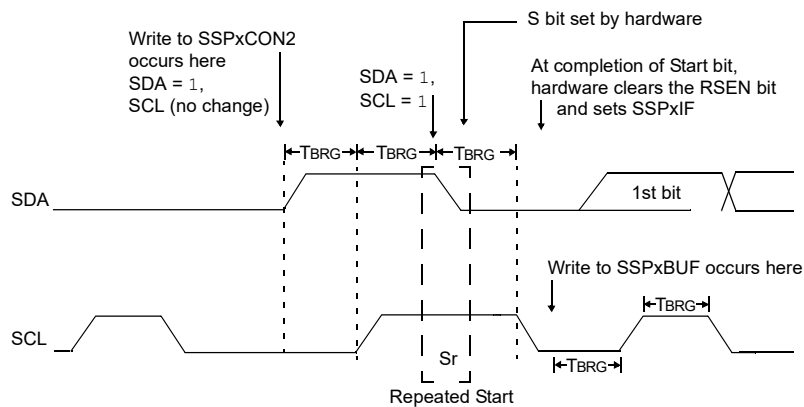 S bit set by hardware
Write to SSPxCON2
occurs here
SDA = 1,
SCL (no change)
SDA = 1,
SCL = 1
At completion of Start bit,
hardware clears the RSEN bit
and sets SSPxIF
TBRG
TBRG
TBRG
SDA
1st bit
Write to SSPxBUF occurs here
TBRG
SCL
Sr
TBRG
Repeated Start